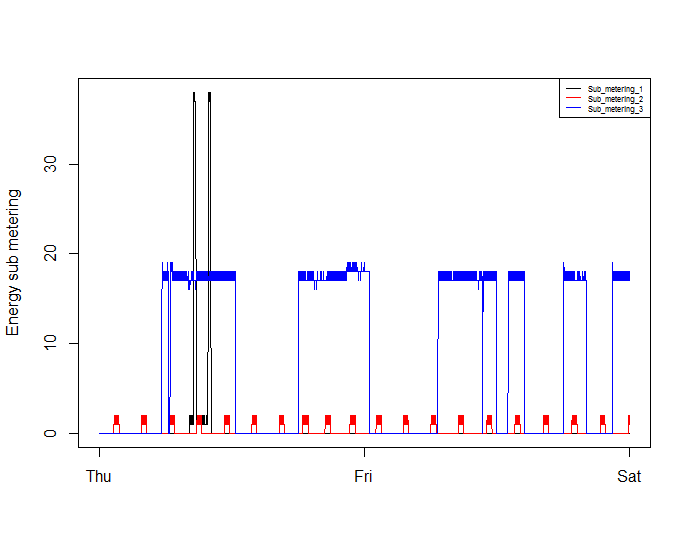 Sub_metering_1
Sub_metering_2
Sub_metering_3
Energy sub metering
30
20
10
0
Thu
Fri
Sat